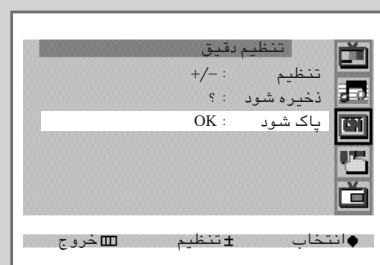 تنظیم دقیق
تنظیم : -/+
ذخیره شود : ؟
پاک شود : OK
انتخاب ±تنظیم خروج